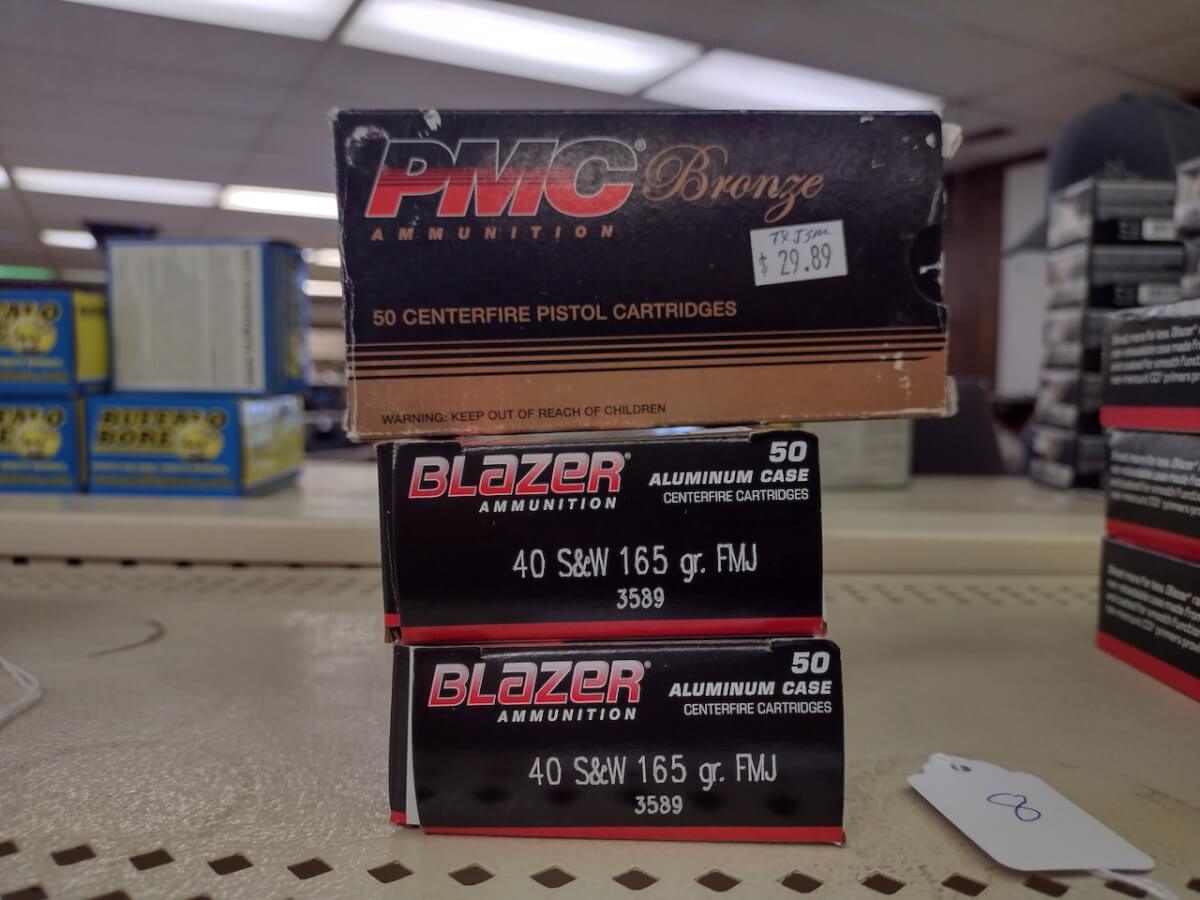 PMC® Bronze
AMMUNITION
TX JSM
$ 29.89
50 CENTERFIRE PISTOL CARTRIDGES
WARNING: KEEP OUT OF REACH OF CHILDREN
BLAZER®
AMMUNITION
50
ALUMINUM CASE
CENTERFIRE CARTRIDGES
40 S&W 165 gr. FMJ
3589
BLAZER®
AMMUNITION
50
ALUMINUM CASE
CENTERFIRE CARTRIDGES
40 S&W 165 gr. FMJ
3589
BUFFALO
BORE
8